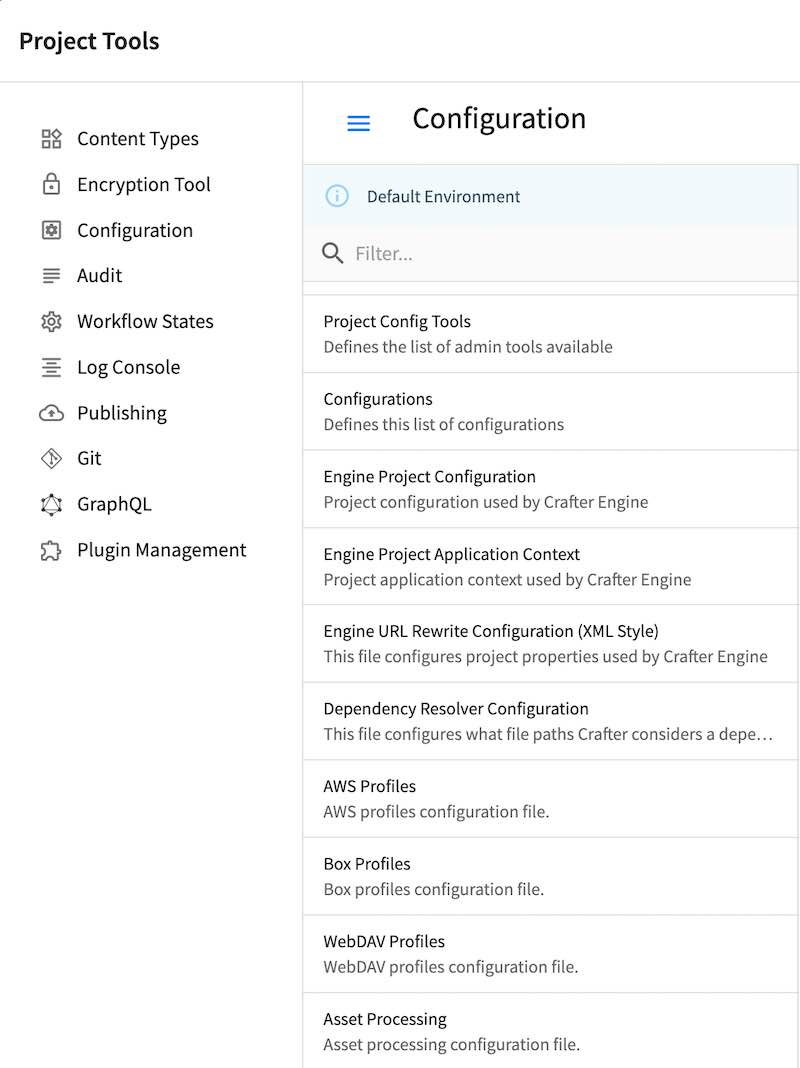 Project Tools
Content Types
Encryption Tool
Configuration
Audit
Workflow States
Log Console
Publishing
Git
GraphQL
Plugin Management
Configuration
Default Environment
Filter...
Project Config Tools
Defines the list of admin tools available
Configurations
Defines this list of configurations
Engine Project Configuration
Project configuration used by Crafter Engine
Engine Project Application Context
Project application context used by Crafter Engine
Engine URL Rewrite Configuration (XML Style)
This file configures project properties used by Crafter Engine
Dependency Resolver Configuration
This file configures what file paths Crafter considers a depe…
AWS Profiles
AWS profiles configuration file.
Box Profiles
Box profiles configuration file.
WebDAV Profiles
WebDAV profiles configuration file.
Asset Processing
Asset processing configuration file.